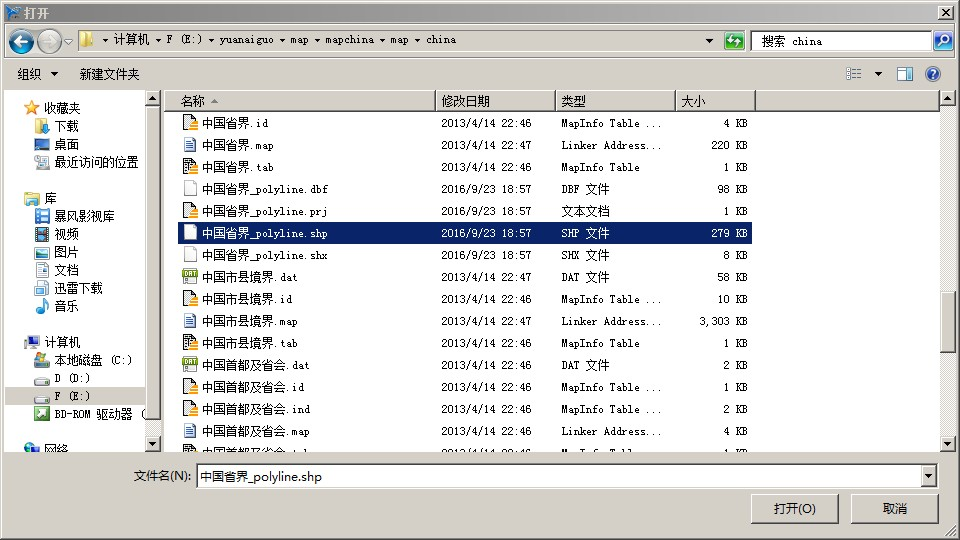 打开
计算机 F (E:) yuanaiguo map mapchina map china
搜索 china
组织 新建文件夹
收藏夹
下载
桌面
最近访问的位置
库
暴风影视库
视频
图片
文档
迅雷下载
音乐
计算机
本地磁盘 (C:)
D (D:)
F (E:)
BD-ROM 驱动器 (
网络
名称 修改日期 类型 大小
中国省界.id 2013/4/14 22:46 MapInfo Table ... 4 KB
中国省界.map 2013/4/14 22:47 Linker Address... 220 KB
中国省界.tab 2013/4/14 22:46 MapInfo Table 1 KB
中国省界_polyline.dbf 2016/9/23 18:57 DBF 文件 98 KB
中国省界_polyline.prj 2016/9/23 18:57 文本文档 1 KB
中国省界_polyline.shp 2016/9/23 18:57 SHP 文件 279 KB
中国省界_polyline.shx 2016/9/23 18:57 SHX 文件 8 KB
中国市县境界.dat 2013/4/14 22:47 DAT 文件 58 KB
中国市县境界.id 2013/4/14 22:46 MapInfo Table ... 10 KB
中国市县境界.map 2013/4/14 22:47 Linker Address... 3,303 KB
中国市县境界.tab 2013/4/14 22:46 MapInfo Table 1 KB
中国首都及省会.dat 2013/4/14 22:46 DAT 文件 2 KB
中国首都及省会.id 2013/4/14 22:46 MapInfo Table ... 1 KB
中国首都及省会.ind 2013/4/14 22:46 MapInfo Table ... 2 KB
中国首都及省会.map 2013/4/14 22:46 Linker Address... 4 KB
文件名(N): 中国省界_polyline.shp
打开(O) 取消